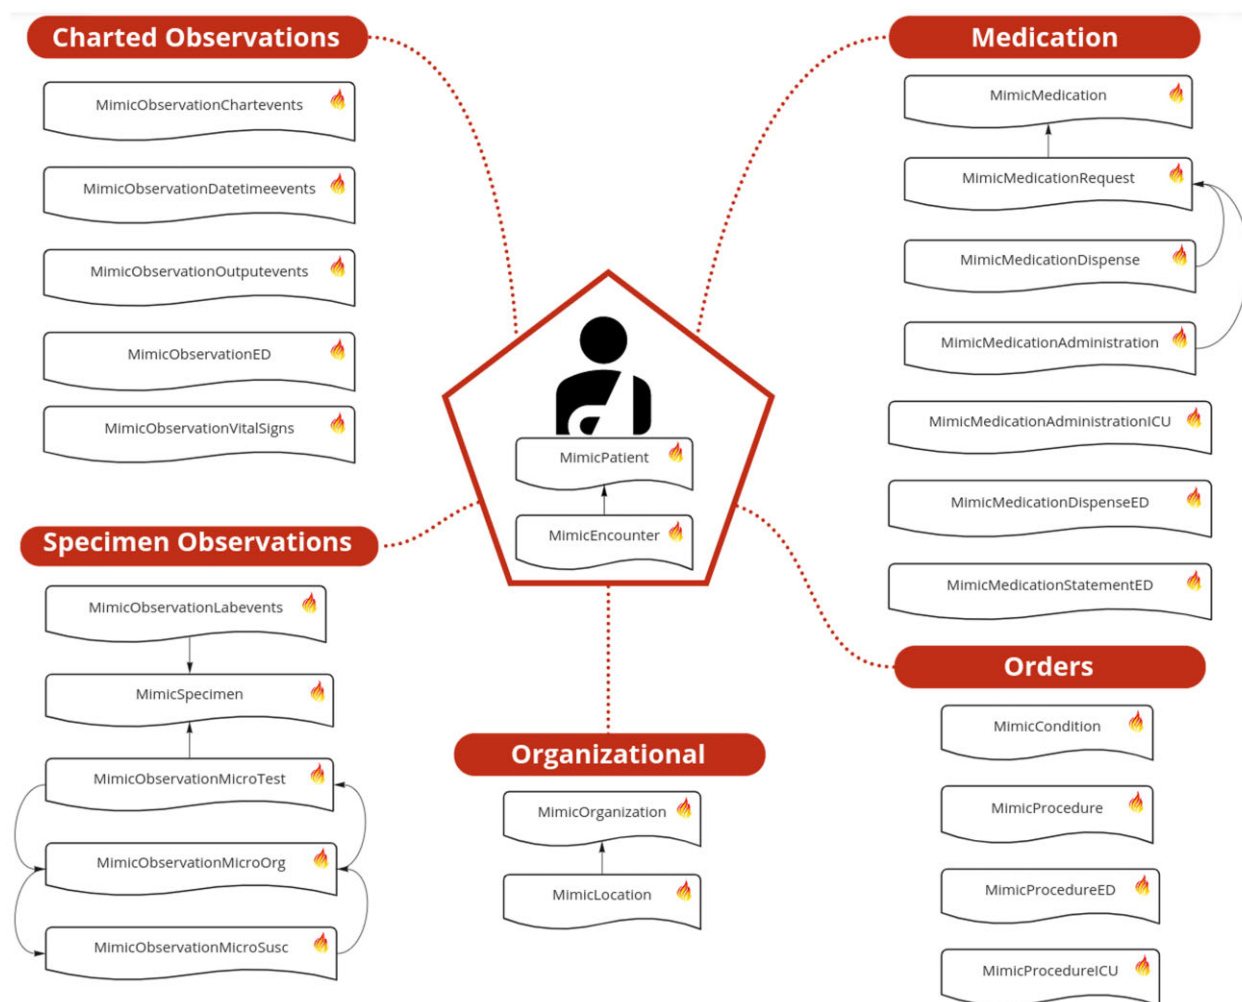 Charted Observations
MimicObservationChartevents
MimicObservationDatetimeevents
MimicObservationOutputevents
MimicObservationED
MimicObservationVitalSigns
Specimen Observations
MimicObservationLabevents
MimicSpecimen
MimicObservationMicroTest
MimicObservationMicroOrg
MimicObservationMicroSusc
MimicPatient
MimicEncounter
Organizational
MimicOrganization
MimicLocation
Medication
MimicMedication
MimicMedicationRequest
MimicMedicationDispense
MimicMedicationAdministration
MimicMedicationAdministrationICU
MimicMedicationDispenseED
MimicMedicationStatementED
Orders
MimicCondition
MimicProcedure
MimicProcedureED
MimicProcedureICU